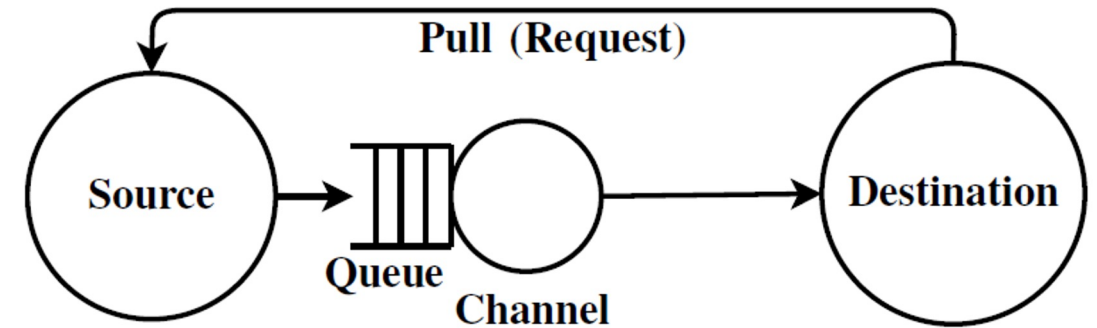 Pull (Request)
Source
Destination
Queue
Channel